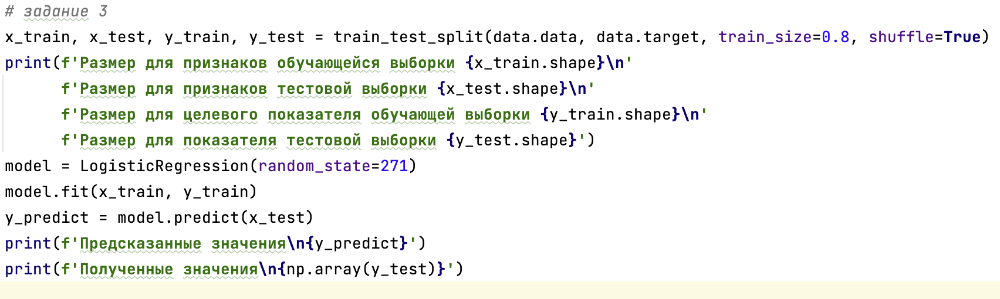 # задание 3
x_train, x_test, y_train, y_test = train_test_split(data.data, data.target, train_size=0.8, shuffle=True)
print(f'Размер для признаков обучающейся выборки {x_train.shape}\n'
f'Размер для признаков тестовой выборки {x_test.shape}\n'
f'Размер для целевого показателя обучающей выборки {y_train.shape}\n'
f'Размер для показателя тестовой выборки {y_test.shape}')
model = LogisticRegression(random_state=271)
model.fit(x_train, y_train)
y_predict = model.predict(x_test)
print(f'Предсказанные значения\n{y_predict}')
print(f'Полученные значения\n{np.array(y_test)}')